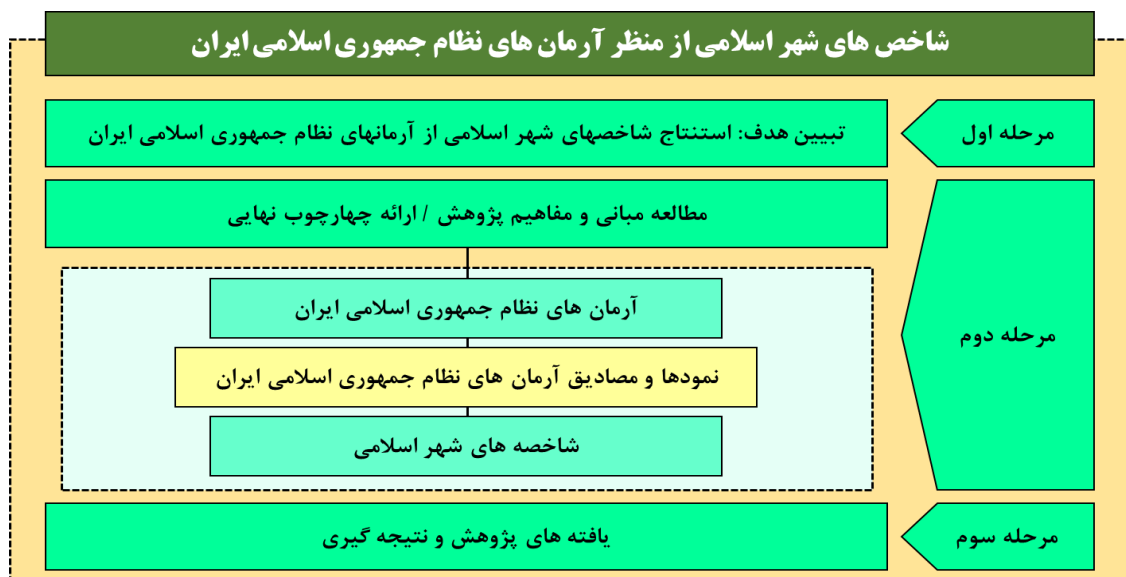 شاخص های شهر اسلامی از منظر آرمان های نظام جمهوری اسلامی ایران
مرحله اول
تبیین هدف: استنتاج شاخصهای شهر اسلامی از آرمانهای نظام جمهوری اسلامی ایران
مرحله دوم
مطالعه مبانی و مفاهیم پژوهش / ارائه چهارچوب نهایی
آرمان های نظام جمهوری اسلامی ایران
نمودها و مصادیق آرمان های نظام جمهوری اسلامی ایران
شاخصه های شهر اسلامی
مرحله سوم
یافته های پژوهش و نتیجه گیری